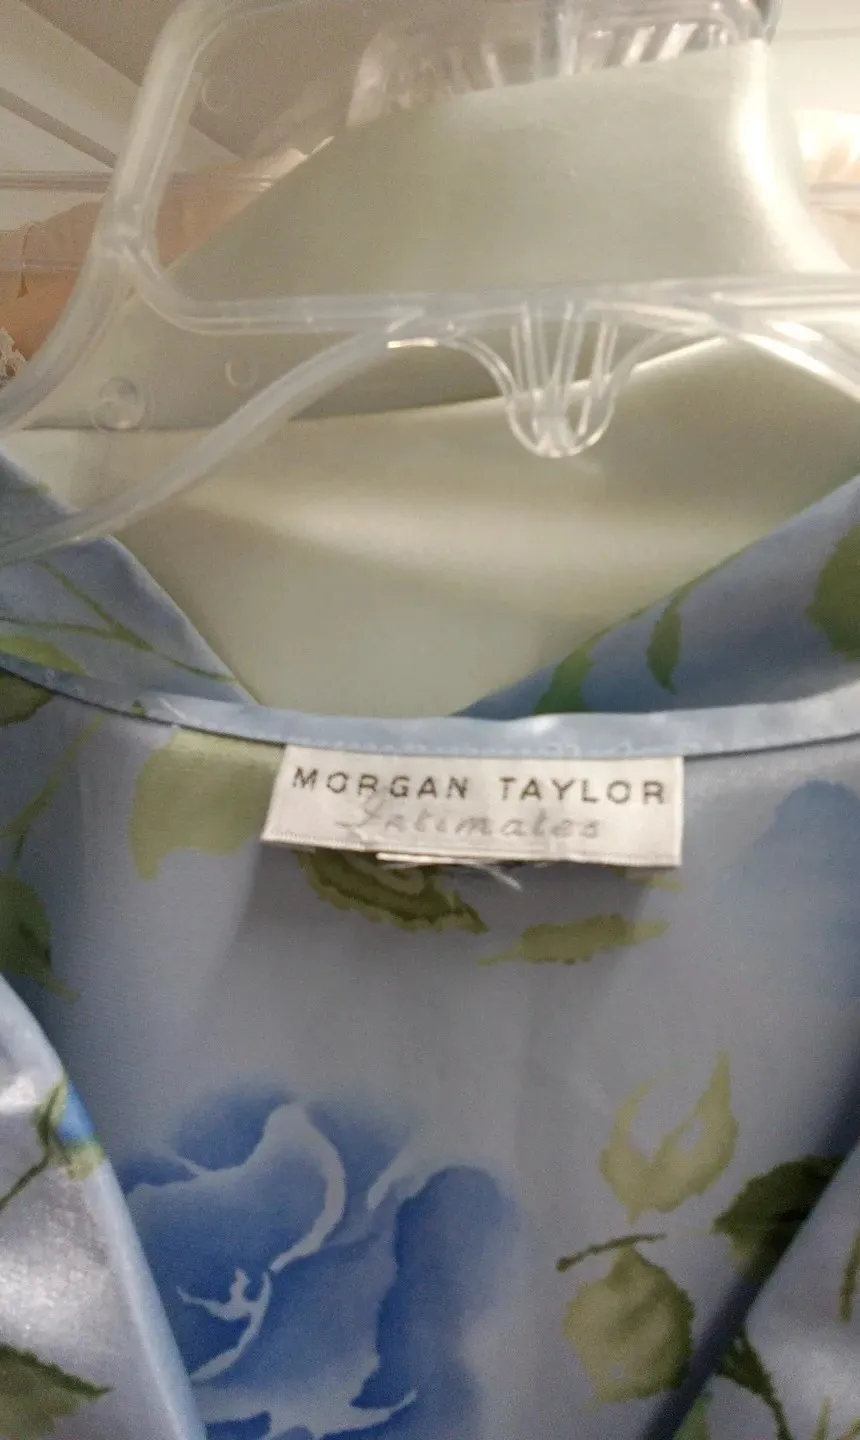 MORGAN TAYLOR
Intimates